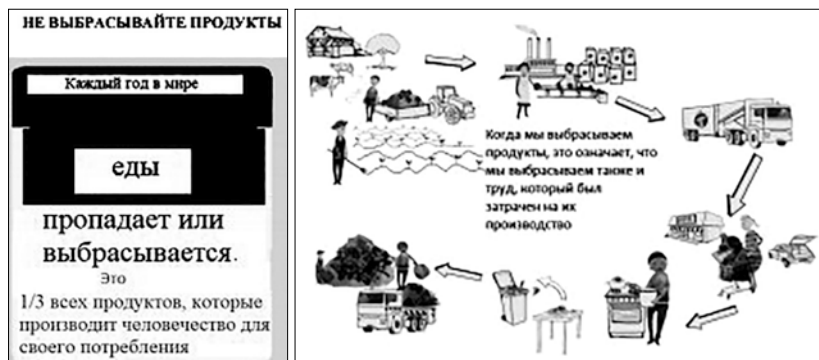 НЕ ВЫБРАСЫВАЙТЕ ПРОДУКТЫ
Каждый год в мире
еды
пропадает или
выбрасывается.
Это
1/3 всех продуктов, которые
производит человечество для
своего потребления
Когда мы выбрасываем
продукты, это означает, что
мы выбрасываем также и
труд, который был
затрачен на их
производство